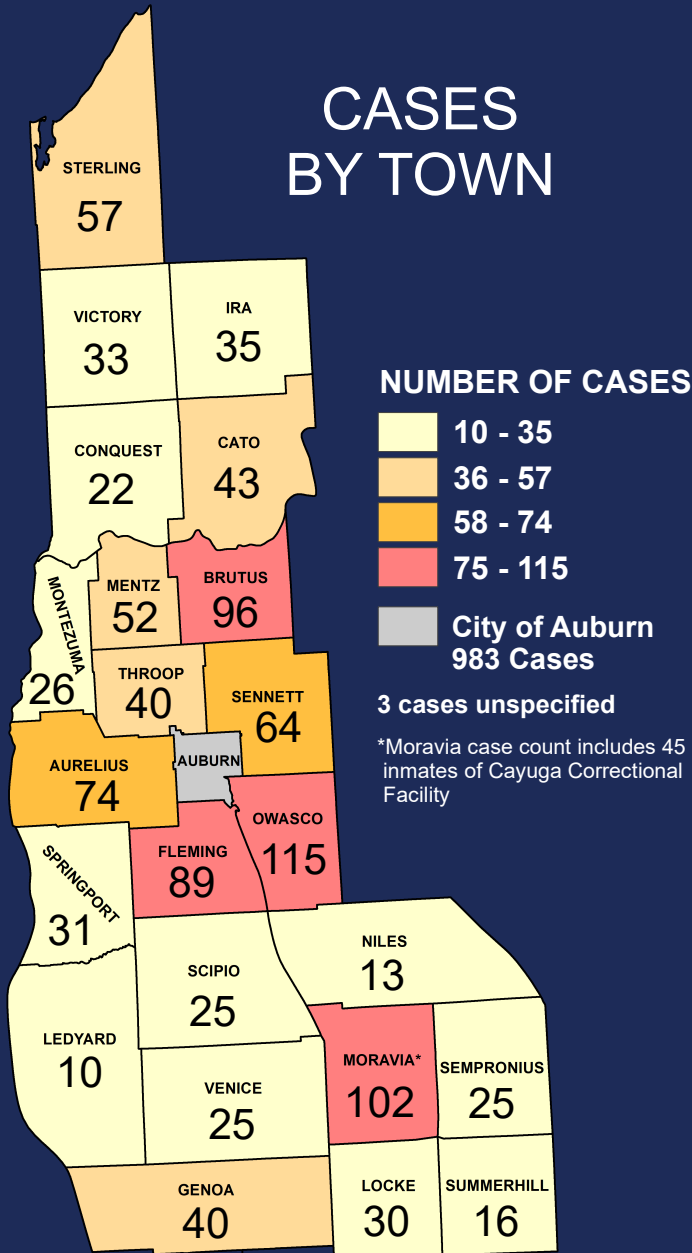 CASES
BY TOWN
STERLING
57
VICTORY
33
IRA
35
CONQUEST
22
CATO
43
NUMBER OF CASES
10 - 35
36 - 57
58 - 74
75 - 115
City of Auburn
983 Cases
3 cases unspecified
*Moravia case count includes 45
inmates of Cayuga Correctional
Facility
MONTEZUMA
26
MENTZ
52
BRUTUS
96
THROOP
40
SENNETT
64
AURELIUS
74
AUBURN
OWASCO
115
FLEMING
89
SPRINGPORT
31
NILES
13
SCIPIO
25
LEDYARD
10
MORAVIA*
102
SEMPRONIUS
25
VENICE
25
GENOA
40
LOCKE
30
SUMMERHILL
16